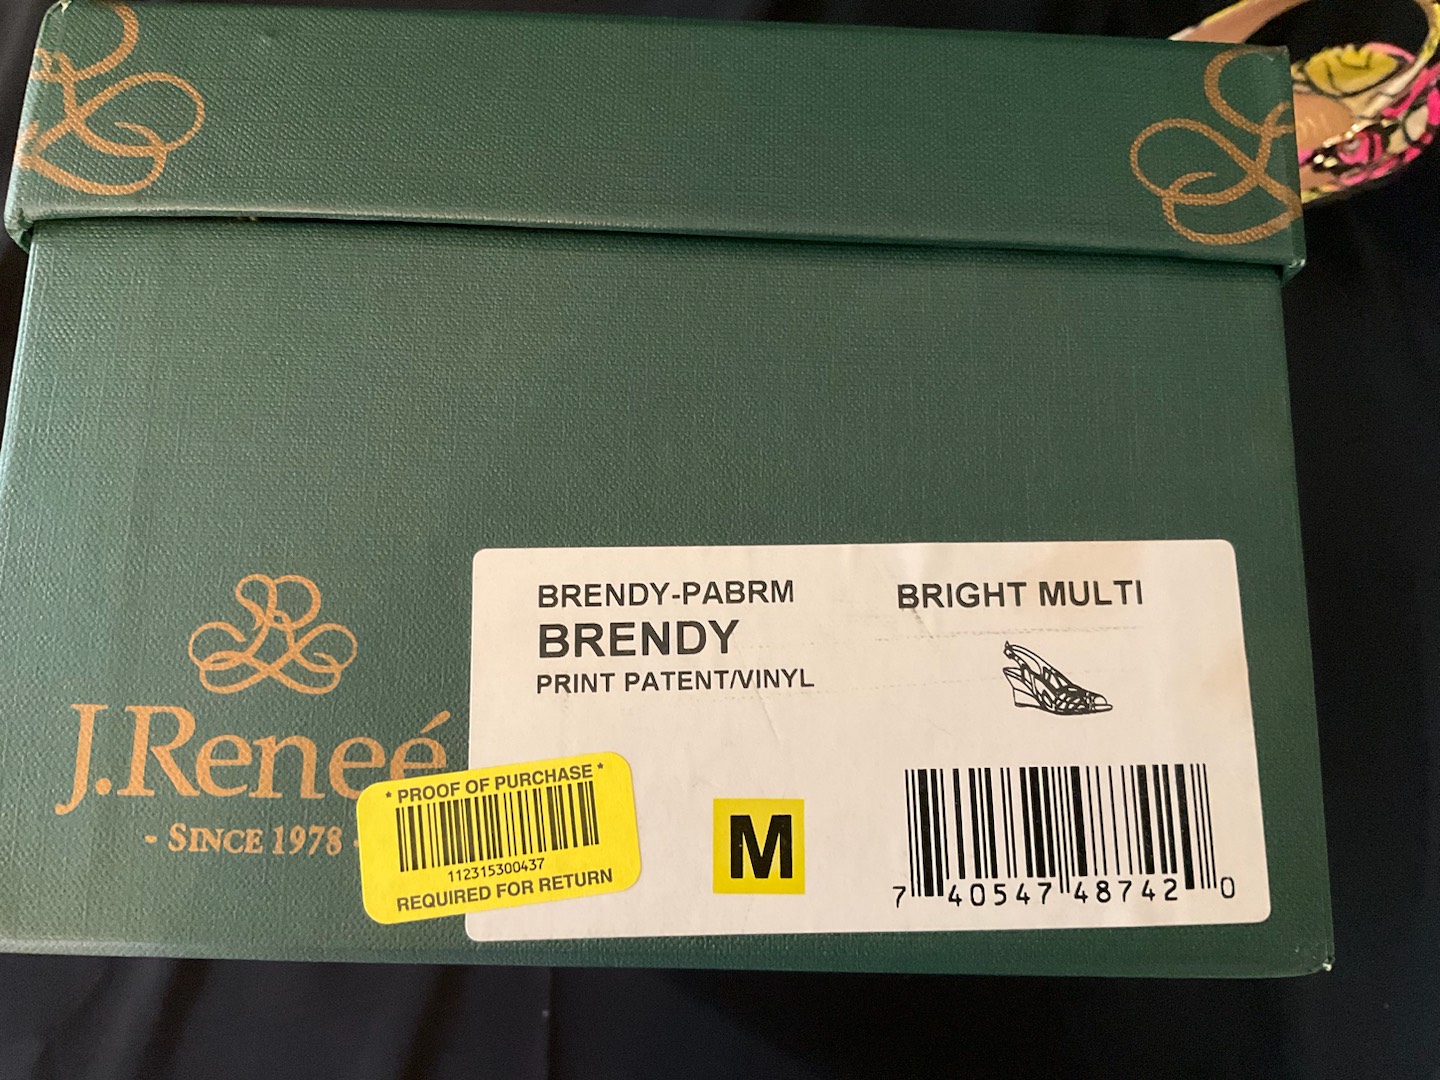 BRENDY-PABRM
BRENDY
PRINT PATENT/VINYL
BRIGHT MULTI
J.Reneé
- SINCE 1978 -
* PROOF OF PURCHASE *
112315300437
REQUIRED FOR RETURN
M
7 40547 48742 0